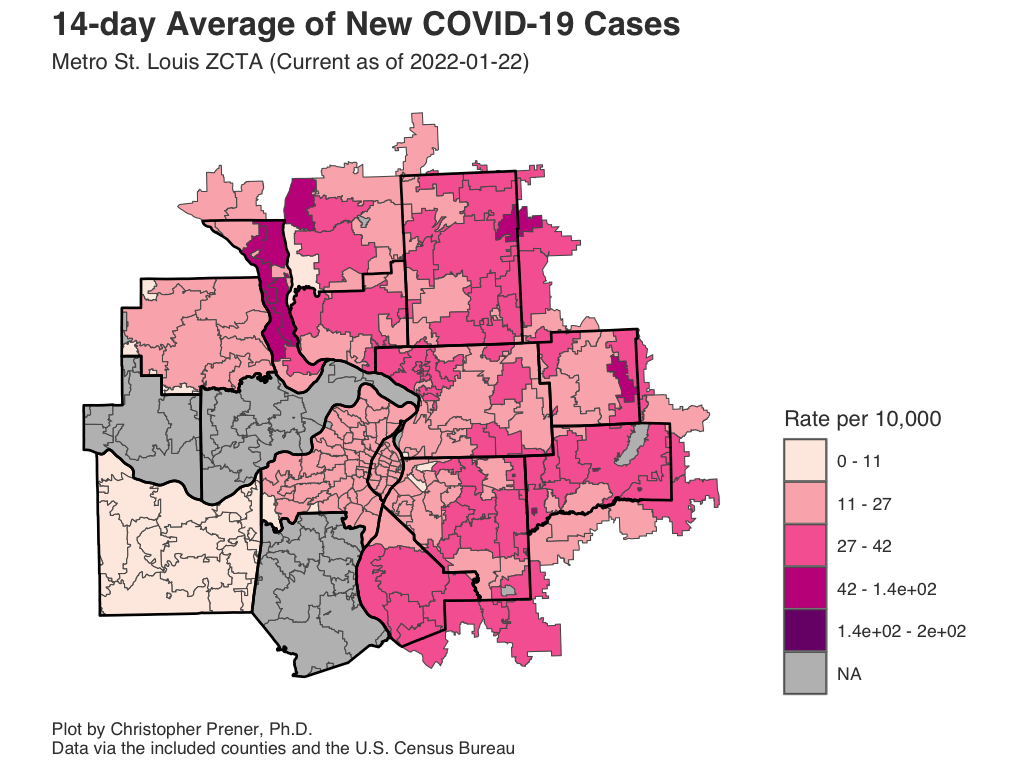 14-day Average of New COVID-19 Cases
Metro St. Louis ZCTA (Current as of 2022-01-22)
Rate per 10,000
0 - 11
11 - 27
27 - 42
42 - 1.4e+02
1.4e+02 - 2e+02
NA
Plot by Christopher Prener, Ph.D.
Data via the included counties and the U.S. Census Bureau